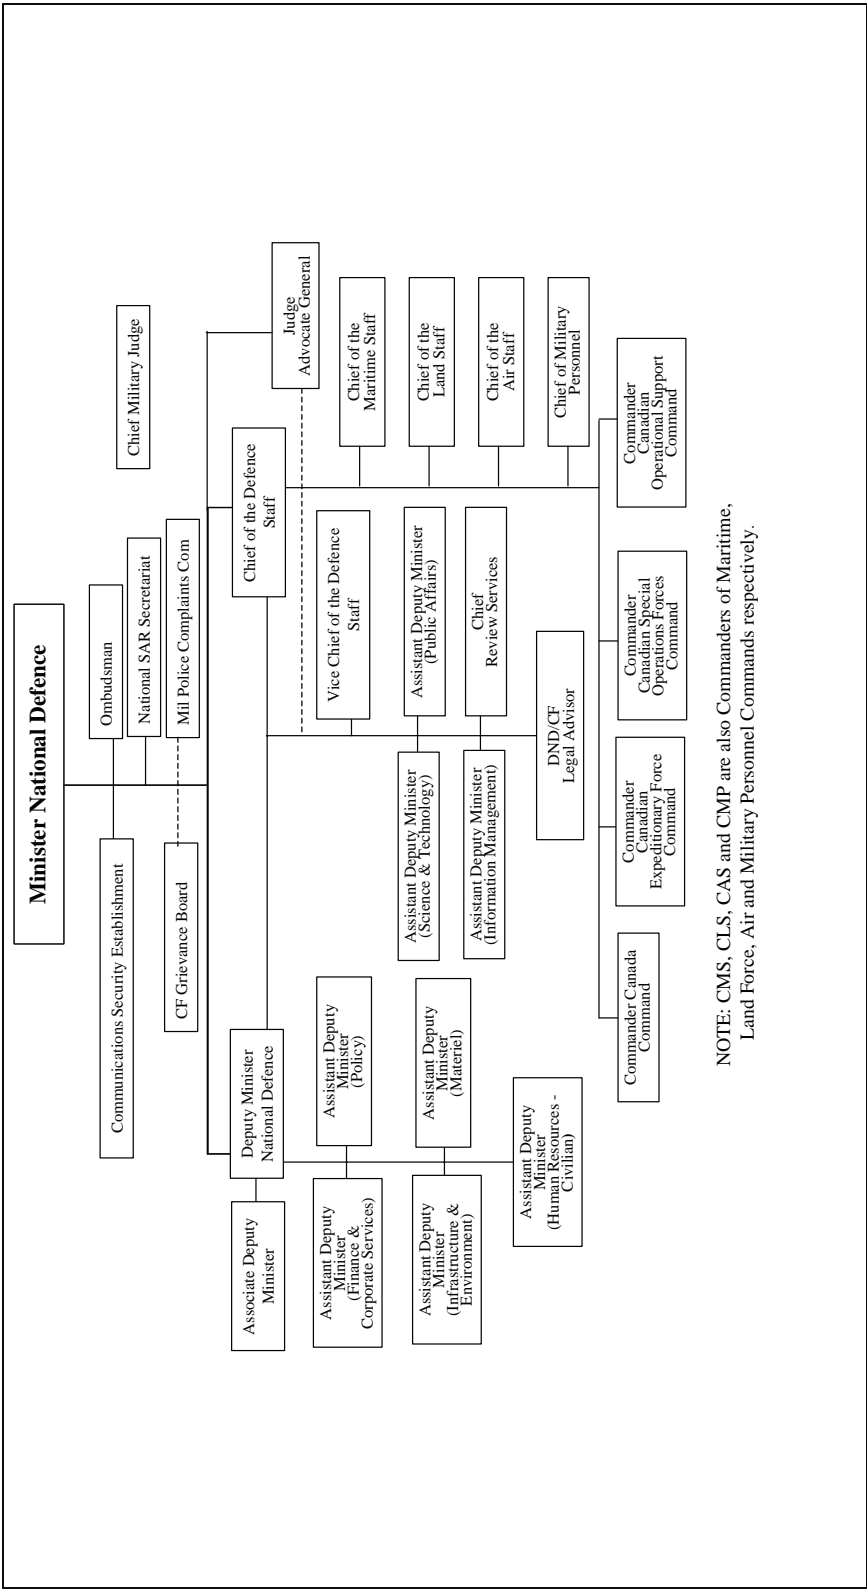 Minister National Defence
Communications Security Establishment
Ombudsman
National SAR Secretariat
CF Grievance Board
Mil Police Complaints Com
Chief Military Judge
Associate Deputy
Minister
Deputy Minister
National Defence
Chief of the Defence
Staff
Judge
Advocate General
Assistant Deputy
Minister
(Finance &
Corporate Services)
Assistant Deputy
Minister
(Policy)
Assistant Deputy
Minister
(Infrastructure &
Environment)
Assistant Deputy
Minister
(Materiel)
Assistant Deputy
Minister
(Human Resources -
Civilian)
Vice Chief of the Defence
Staff
Assistant Deputy Minister
(Science & Technology)
Assistant Deputy Minister
(Public Affairs)
Assistant Deputy Minister
(Information Management)
Chief
Review Services
DND/CF
Legal Advisor
Chief of the
Maritime Staff
Chief of the
Land Staff
Chief of the
Air Staff
Chief of Military
Personnel
Commander Canada
Command
Commander
Canadian
Expeditionary Force
Command
Commander
Canadian Special
Operations Forces
Command
Commander
Canadian
Operational Support
Command
NOTE: CMS, CLS, CAS and CMP are also Commanders of Maritime,
Land Force, Air and Military Personnel Commands respectively.